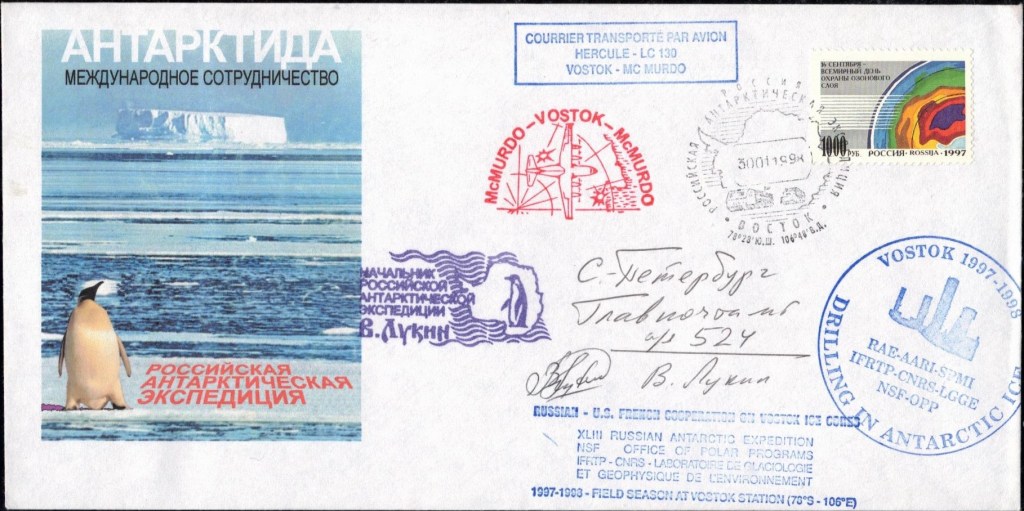 АНТАРКТИДА
МЕЖДУНАРОДНОЕ СОТРУДНИЧЕСТВО
РОССИЙСКАЯ
АНТАРКТИЧЕСКАЯ
ЭКСПЕДИЦИЯ
COURRIER TRANSPORTÉ PAR AVION
HERCULE - LC 130
VOSTOK - MC MURDO
McMURDO-VOSTOK-McMURDO
РОССИЯ
РОССИЙСКАЯ АНТАРКТИЧЕСКАЯ ЭКСПЕДИЦИЯ
30011998
ВОСТОК
78°28'Ю.Ш. 106°48'В.Д.
16 СЕНТЯБРЯ -
ВСЕМИРНЫЙ ДЕНЬ
ОХРАНЫ ОЗОНОВОГО
СЛОЯ
1000 РУБ. РОССИЯ · ROSSIJA · 1997
НАЧАЛЬНИК
РОССИЙСКОЙ
АНТАРКТИЧЕСКОЙ
ЭКСПЕДИЦИИ
В. Лукин
С.-Петербург
Главпочтамт
а/я 524
В. Лукин
VOSTOK 1997-1998
RAE-AARI-SPMI
IFRTP-CNRS-LGGE
NSF-OPP
DRILLING IN ANTARCTIC ICE
RUSSIAN - U.S. FRENCH COOPERATION ON VOSTOK ICE CORES
XLIII RUSSIAN ANTARCTIC EXPEDITION
NSF OFFICE OF POLAR PROGRAMS
IFRTP - CNRS - LABORATOIRE DE GLACIOLOGIE
ET GEOPHYSIQUE DE L'ENVIRONNEMENT
1997-1998 - FIELD SEASON AT VOSTOK STATION (78°S - 106°E)